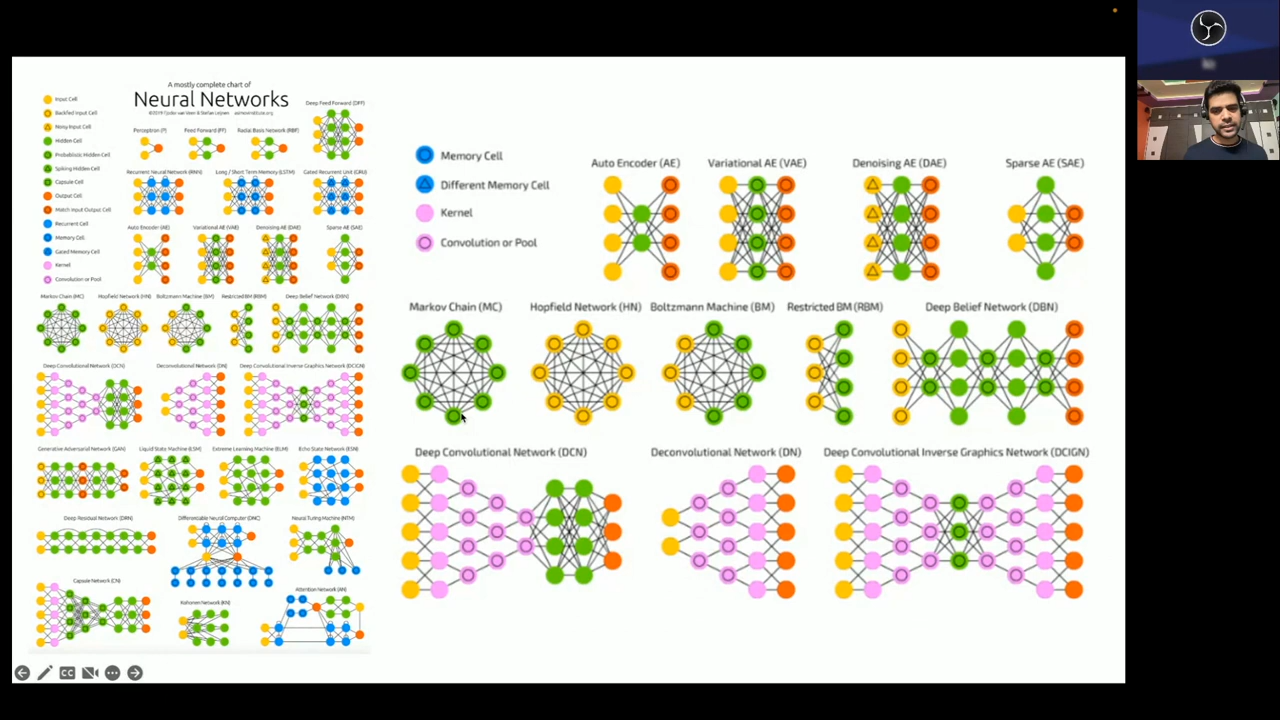 A mostly complete chart of
Neural Networks
©2019 Fjodor van Veen & Stefan Leijnen asimovinstitute.org
Input Cell
Backfed Input Cell
Noisy Input Cell
Hidden Cell
Probablistic Hidden Cell
Spiking Hidden Cell
Capsule Cell
Output Cell
Match Input Output Cell
Recurrent Cell
Memory Cell
Gated Memory Cell
Kernel
Convolution or Pool
Deep Feed Forward (DFF)
Perceptron (P)
Feed Forward (FF)
Radial Basis Network (RBF)
Recurrent Neural Network (RNN)
Long / Short Term Memory (LSTM)
Gated Recurrent Unit (GRU)
Auto Encoder (AE)
Variational AE (VAE)
Denoising AE (DAE)
Sparse AE (SAE)
Markov Chain (MC)
Hopfield Network (HN)
Boltzmann Machine (BM)
Restricted BM (RBM)
Deep Belief Network (DBN)
Deep Convolutional Network (DCN)
Deconvolutional Network (DN)
Deep Convolutional Inverse Graphics Network (DCIGN)
Generative Adversarial Network (GAN)
Liquid State Machine (LSM)
Extreme Learning Machine (ELM)
Echo State Network (ESN)
Deep Residual Network (DRN)
Differentiable Neural Computer (DNC)
Neural Turing Machine (NTM)
Capsule Network (CN)
Kohonen Network (KN)
Attention Network (AN)
Memory Cell
Different Memory Cell
Kernel
Convolution or Pool
Auto Encoder (AE)
Variational AE (VAE)
Denoising AE (DAE)
Sparse AE (SAE)
Markov Chain (MC)
Hopfield Network (HN)
Boltzmann Machine (BM)
Restricted BM (RBM)
Deep Belief Network (DBN)
Deep Convolutional Network (DCN)
Deconvolutional Network (DN)
Deep Convolutional Inverse Graphics Network (DCIGN)
CC